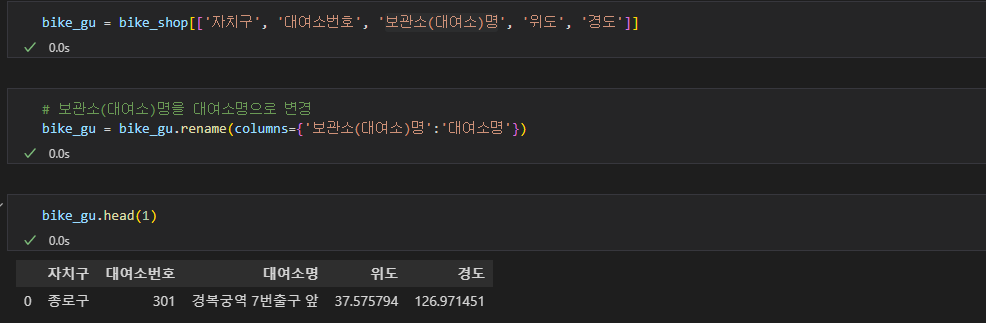 bike_gu = bike_shop[['자치구', '대여소번호', '보관소(대여소)명', '위도', '경도']]
✓ 0.0s
# 보관소(대여소)명을 대여소명으로 변경
bike_gu = bike_gu.rename(columns={'보관소(대여소)명':'대여소명'})
✓ 0.0s
bike_gu.head(1)
✓ 0.0s
자치구 대여소번호 대여소명 위도 경도
0 종로구 301 경복궁역 7번출구 앞 37.575794 126.971451